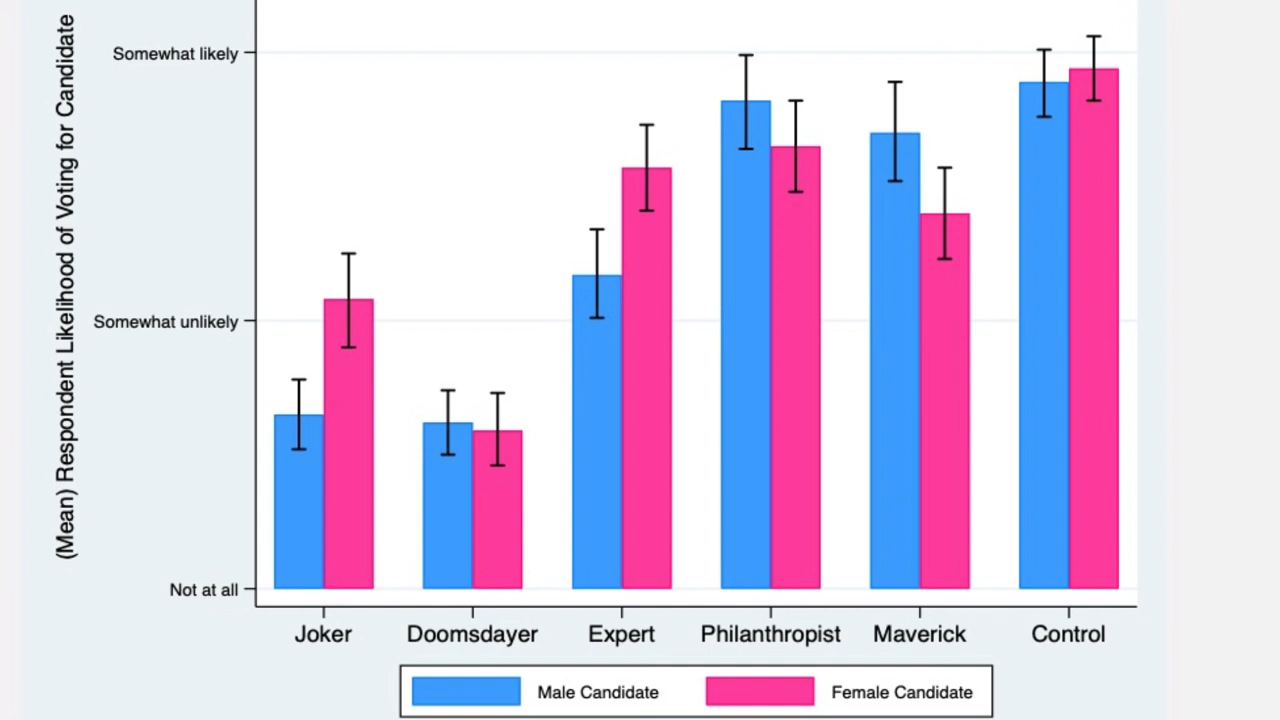 (Mean) Respondent Likelihood of Voting for Candidate
Somewhat likely
Somewhat unlikely
Not at all
Joker Doomsdayer Expert Philanthropist Maverick Control
Male Candidate Female Candidate